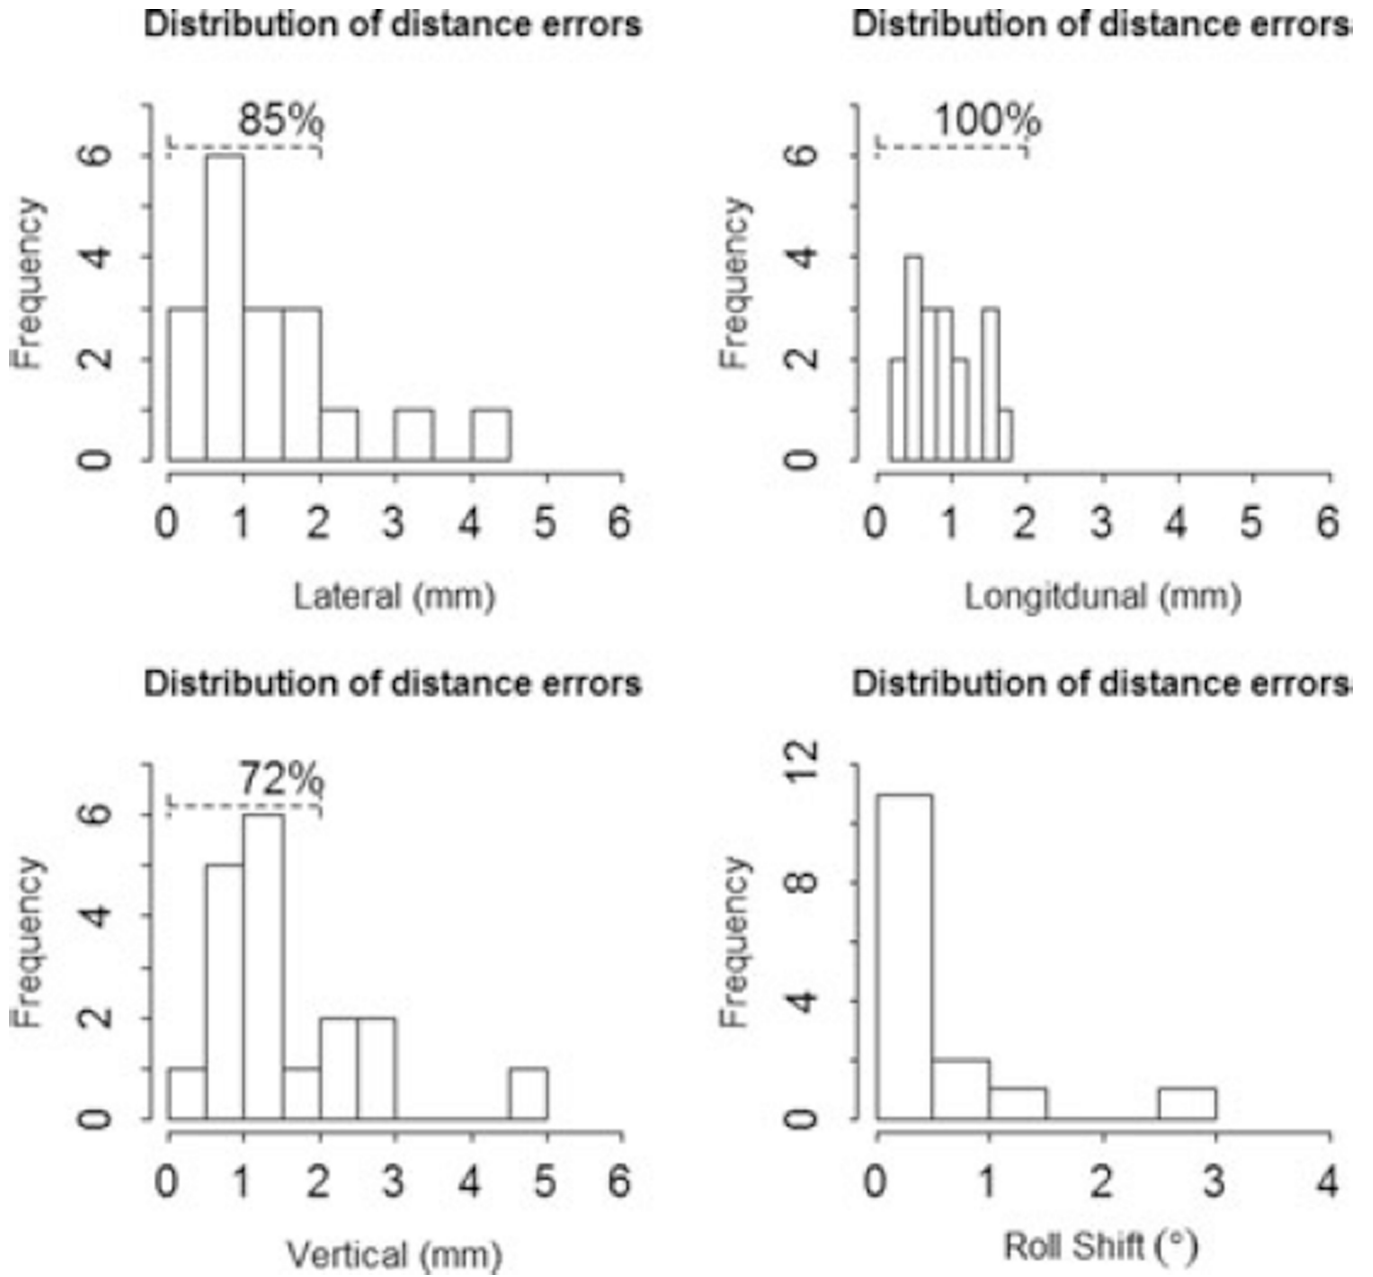 Distribution of distance errors
85%
Frequency
0 2 4 6
0 1 2 3 4 5 6
Lateral (mm)
Distribution of distance errors
100%
Frequency
0 2 4 6
0 1 2 3 4 5 6
Longitdunal (mm)
Distribution of distance errors
72%
Frequency
0 2 4 6
0 1 2 3 4 5 6
Vertical (mm)
Distribution of distance errors
Frequency
0 4 8 12
0 1 2 3 4
Roll Shift (°)